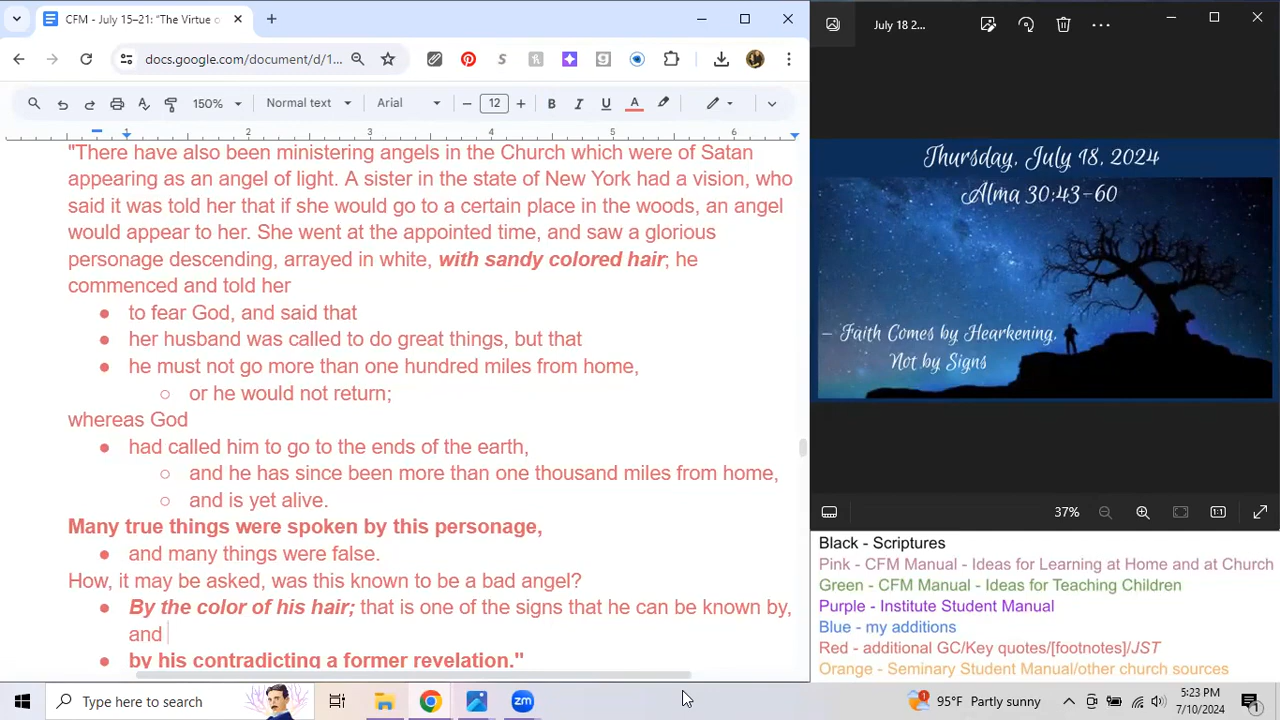 CFM - July 15–21: “The Virtue o
docs.google.com/document/d/1...
150%
Normal text
Arial
12
1 2 3 4 5 6
"There have also been ministering angels in the Church which were of Satan
appearing as an angel of light. A sister in the state of New York had a vision, who
said it was told her that if she would go to a certain place in the woods, an angel
would appear to her. She went at the appointed time, and saw a glorious
personage descending, arrayed in white, with sandy colored hair; he
commenced and told her
● to fear God, and said that
● her husband was called to do great things, but that
● he must not go more than one hundred miles from home,
○ or he would not return;
whereas God
● had called him to go to the ends of the earth,
○ and he has since been more than one thousand miles from home,
○ and is yet alive.
Many true things were spoken by this personage,
● and many things were false.
How, it may be asked, was this known to be a bad angel?
● By the color of his hair; that is one of the signs that he can be known by,
and
● by his contradicting a former revelation."
July 18 2...
Thursday, July 18, 2024
Alma 30:43-60
– Faith Comes by Hearkening,
Not by Signs
37%
1:1
Black - Scriptures
Pink - CFM Manual - Ideas for Learning at Home and at Church
Green - CFM Manual - Ideas for Teaching Children
Purple - Institute Student Manual
Blue - my additions
Red - additional GC/Key quotes/[footnotes]/JST
Orange - Seminary Student Manual/other church sources
Type here to search
zm
1
95°F Partly sunny
5:23 PM
7/10/2024
1